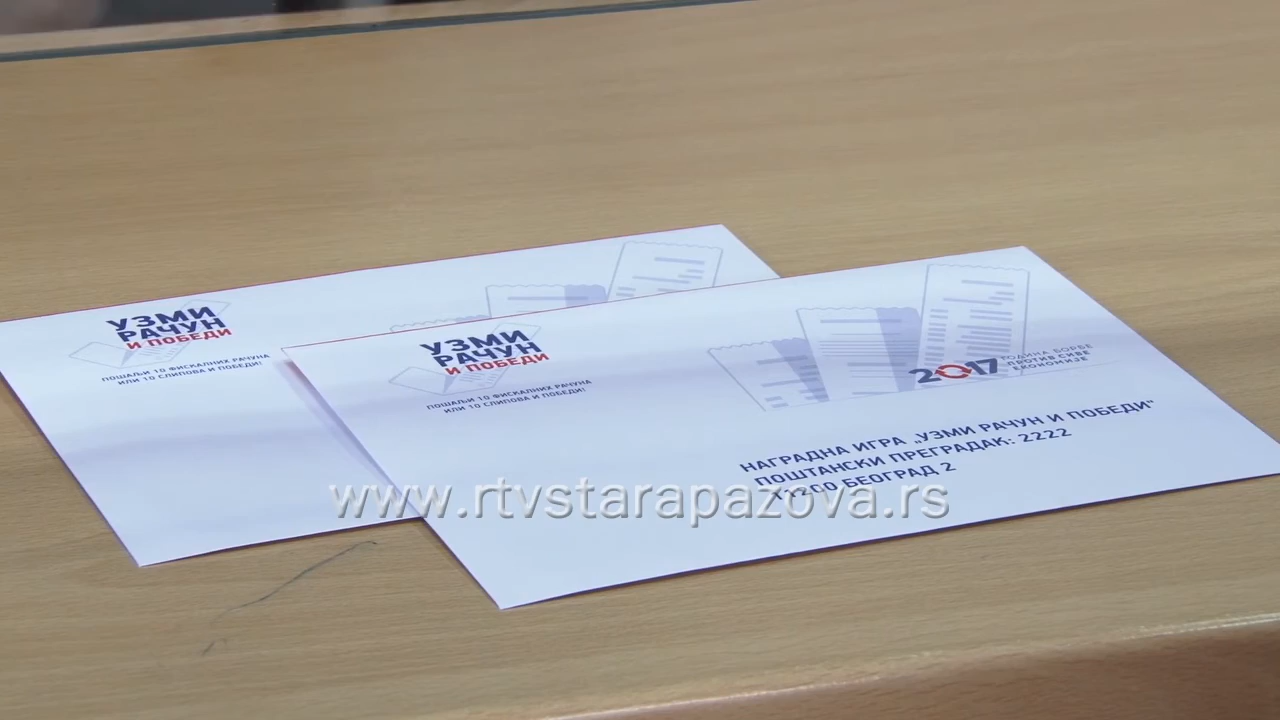 УЗМИ
РАЧУН
И ПОБЕДИ
ПОШАЉИ 10 ФИСКАЛНИХ РАЧУНА
ИЛИ 10 СЛИПОВА И ПОБЕДИ!
УЗМИ
РАЧУН
И ПОБЕДИ
ПОШАЉИ 10 ФИСКАЛНИХ РАЧУНА
ИЛИ 10 СЛИПОВА И ПОБЕДИ!
2017
ГОДИНА БОРБЕ
ПРОТИВ СИВЕ
ЕКОНОМИЈЕ
НАГРАДНА ИГРА „УЗМИ РАЧУН И ПОБЕДИ"
ПОШТАНСКИ ПРЕГРАДАК: 2222
11200 БЕОГРАД 2
www.rtvstarapazova.rs